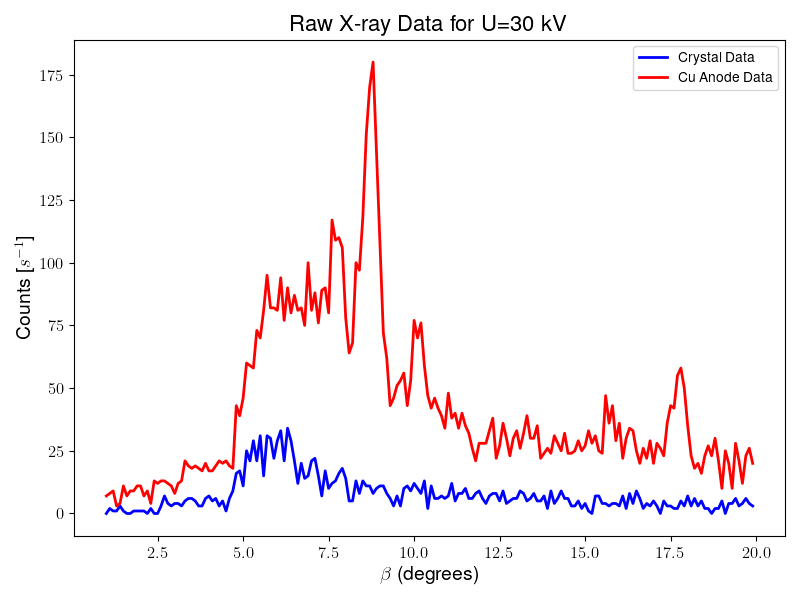 Raw X-ray Data for U=30 kV
Crystal Data
Cu Anode Data
Counts [s⁻¹]
175
150
125
100
75
50
25
0
2.5 5.0 7.5 10.0 12.5 15.0 17.5 20.0
β (degrees)